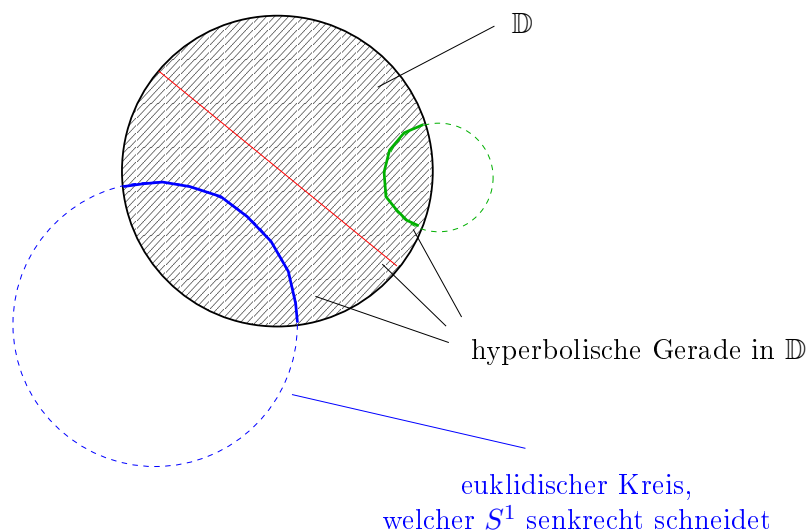 𝔻
hyperbolische Gerade in 𝔻
euklidischer Kreis,
welcher S¹ senkrecht schneidet